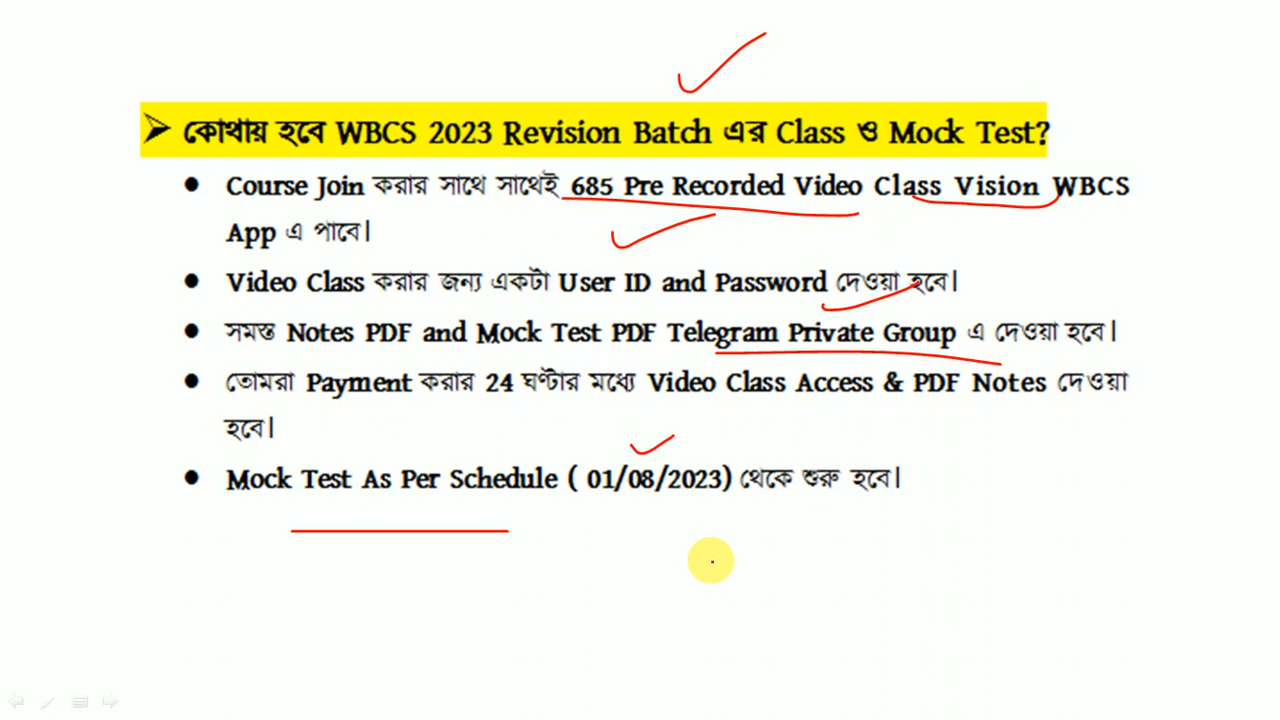 ➢ কোথায় হবে WBCS 2023 Revision Batch এর Class ও Mock Test?
● Course Join করার সাথে সাথেই 685 Pre Recorded Video Class Vision WBCS
App এ পাবে।
● Video Class করার জন্য একটা User ID and Password দেওয়া হবে।
● সমস্ত Notes PDF and Mock Test PDF Telegram Private Group এ দেওয়া হবে।
● তোমরা Payment করার 24 ঘণ্টার মধ্যে Video Class Access & PDF Notes দেওয়া
হবে।
● Mock Test As Per Schedule ( 01/08/2023) থেকে শুরু হবে।